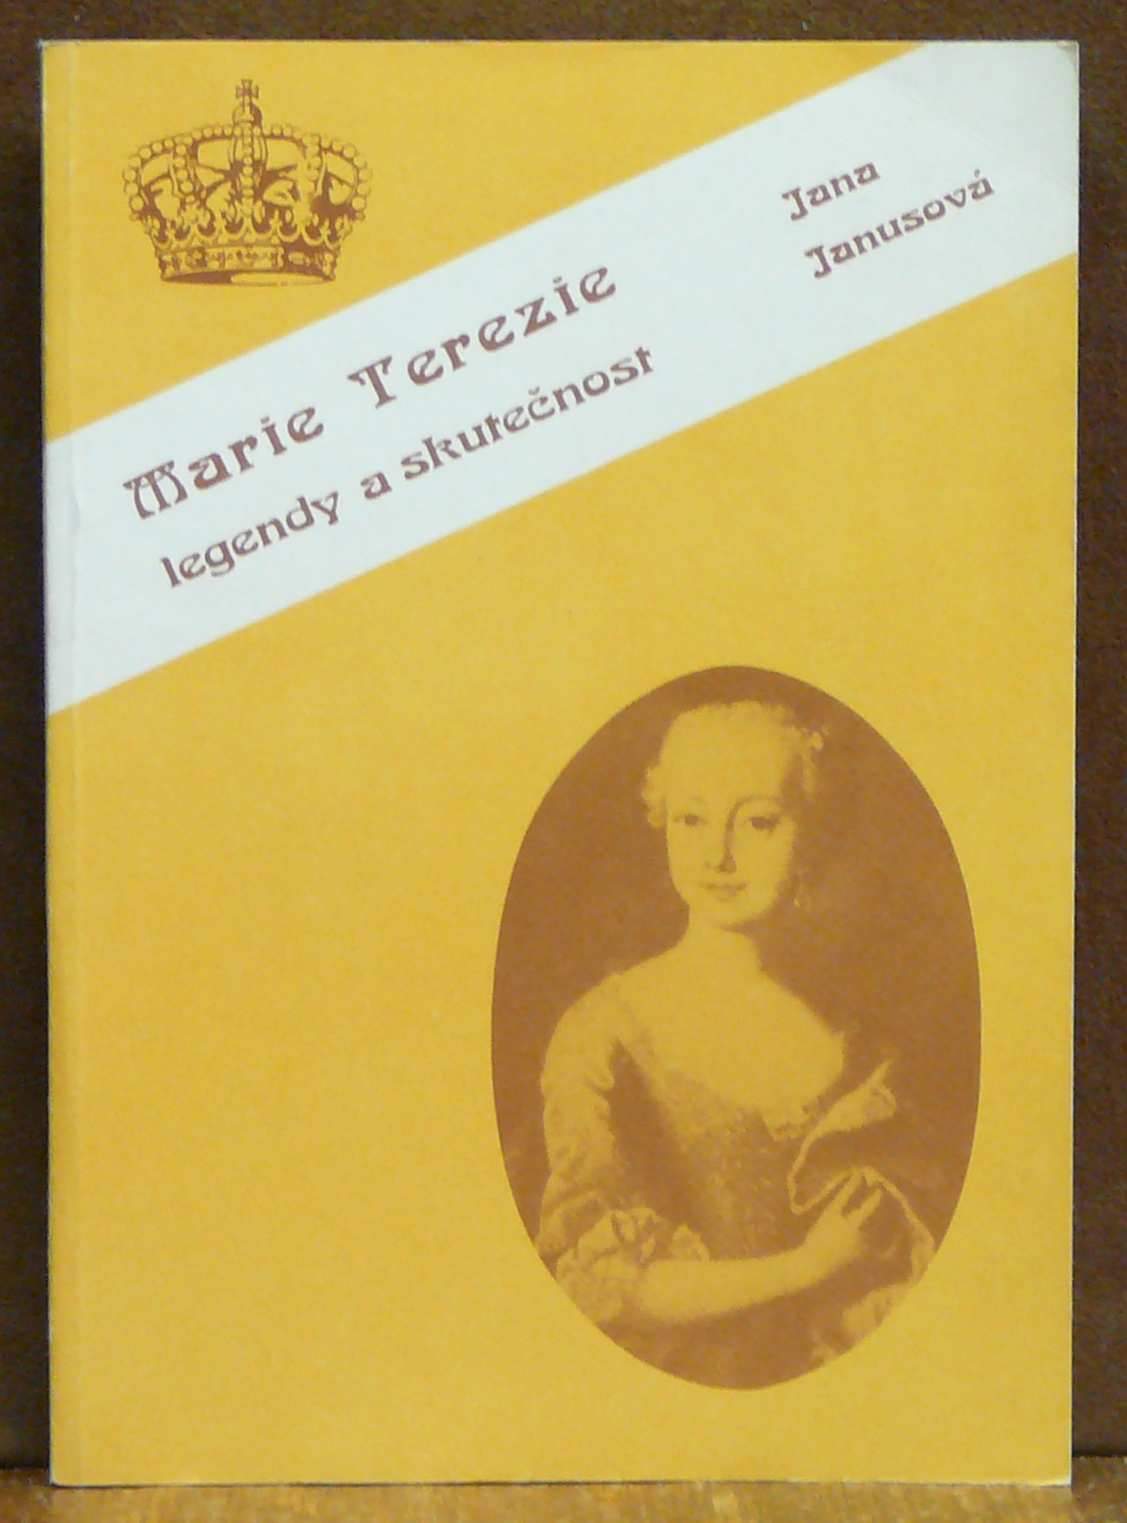 Jana
Janusová
Marie Terezie
legendy a skutečnost